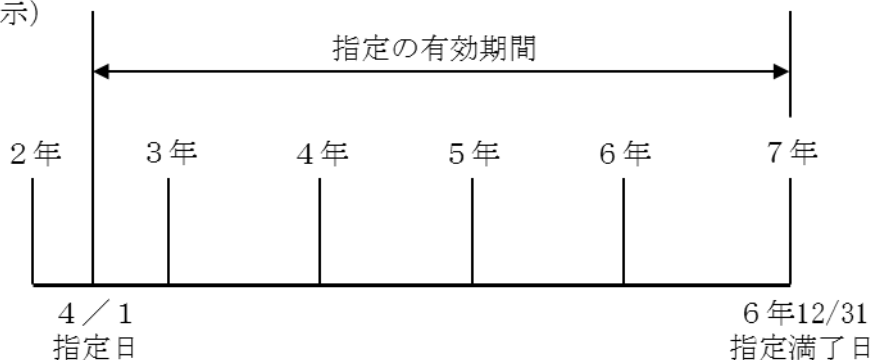 示)
指定の有効期間
２年 ３年 ４年 ５年 ６年 ７年
４／１ ６年12/31
指定日 指定満了日